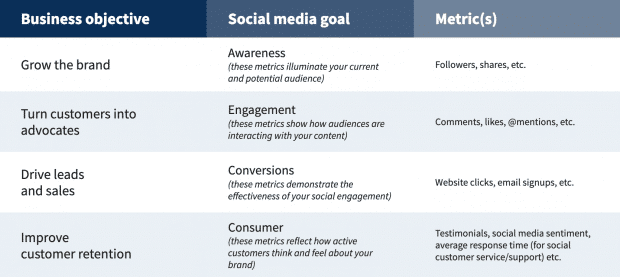 Business objective
Social media goal
Metric(s)
Grow the brand
Awareness
(these metrics illuminate your current
and potential audience)
Followers, shares, etc.
Turn customers into
advocates
Engagement
(these metrics show how audiences are
interacting with your content)
Comments, likes, @mentions, etc.
Drive leads
and sales
Conversions
(these metrics demonstrate the
effectiveness of your social engagement)
Website clicks, email signups, etc.
Improve
customer retention
Consumer
(these metrics reflect how active
customers think and feel about your
brand)
Testimonials, social media sentiment,
average response time (for social
customer service/support) etc.